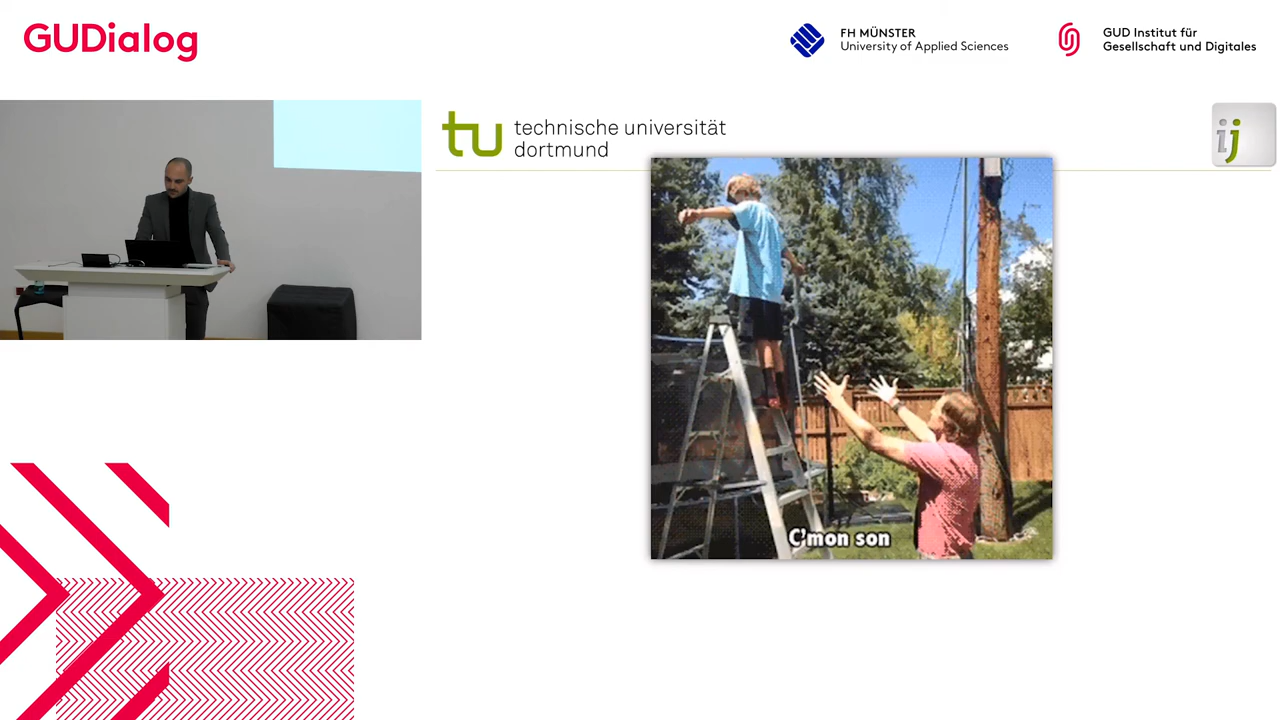 GUDialog
FH MÜNSTER
University of Applied Sciences
GUD Institut für
Gesellschaft und Digitales
tu technische universität
dortmund
ij
C'mon son